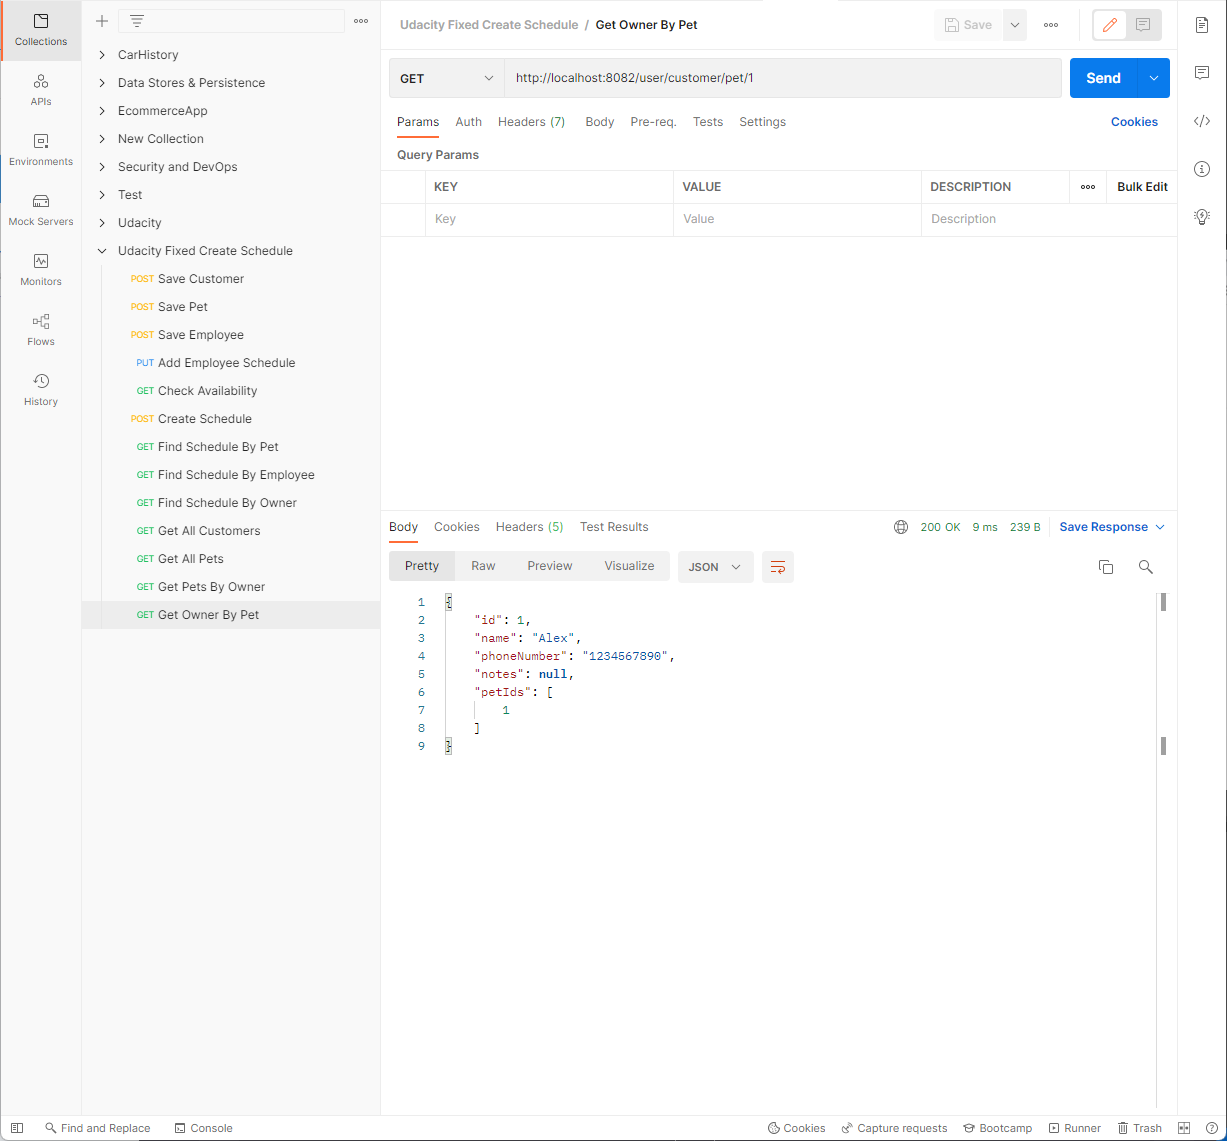 Collections
APIs
Environments
Mock Servers
Monitors
Flows
History
CarHistory
Data Stores & Persistence
EcommerceApp
New Collection
Security and DevOps
Test
Udacity
Udacity Fixed Create Schedule
POST Save Customer
POST Save Pet
POST Save Employee
PUT Add Employee Schedule
GET Check Availability
POST Create Schedule
GET Find Schedule By Pet
GET Find Schedule By Employee
GET Find Schedule By Owner
GET Get All Customers
GET Get All Pets
GET Get Pets By Owner
GET Get Owner By Pet
Udacity Fixed Create Schedule / Get Owner By Pet
Save
GET http://localhost:8082/user/customer/pet/1
Send
Params Auth Headers (7) Body Pre-req. Tests Settings Cookies
Query Params
KEY VALUE DESCRIPTION Bulk Edit
Key Value Description
Body Cookies Headers (5) Test Results 200 OK 9 ms 239 B Save Response
Pretty Raw Preview Visualize JSON
1 {
2 "id": 1,
3 "name": "Alex",
4 "phoneNumber": "1234567890",
5 "notes": null,
6 "petIds": [
7 1
8 ]
9 }
Find and Replace Console Cookies Capture requests Bootcamp Runner Trash